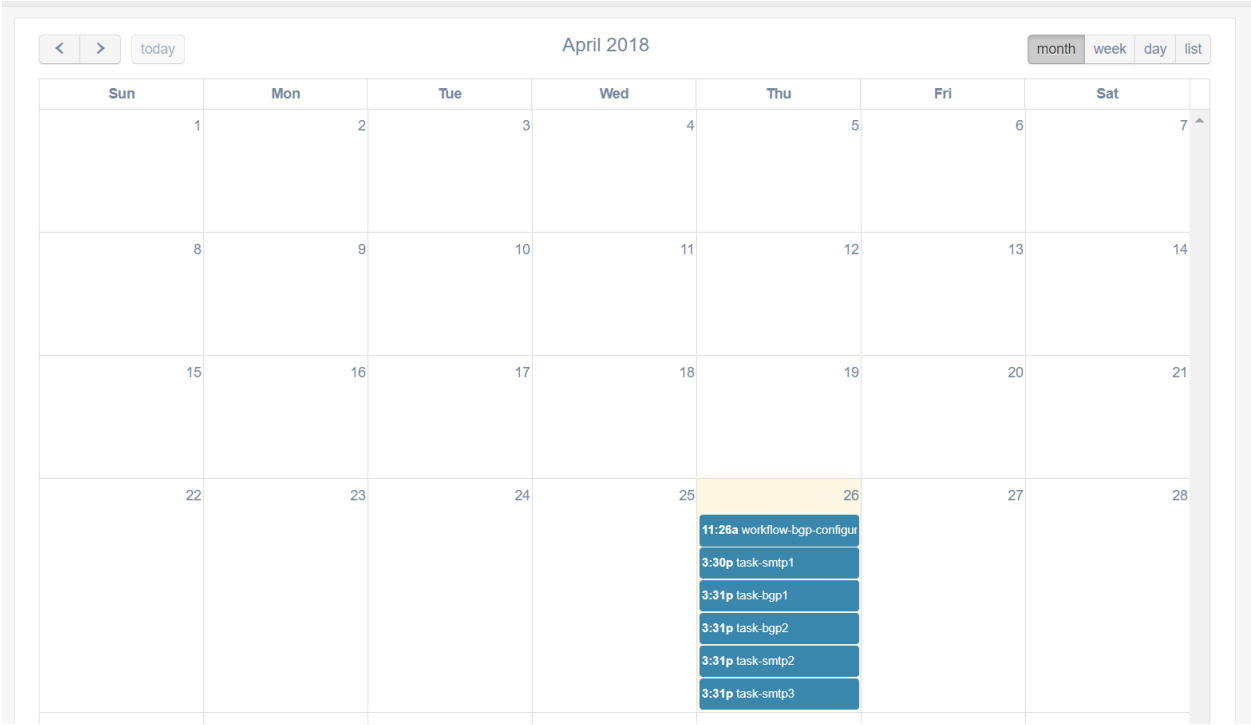 today
April 2018
month week day list
Sun Mon Tue Wed Thu Fri Sat
1 2 3 4 5 6 7
8 9 10 11 12 13 14
15 16 17 18 19 20 21
22 23 24 25 26 27 28
11:26a workflow-bgp-configur
3:30p task-smtp1
3:31p task-bgp1
3:31p task-bgp2
3:31p task-smtp2
3:31p task-smtp3